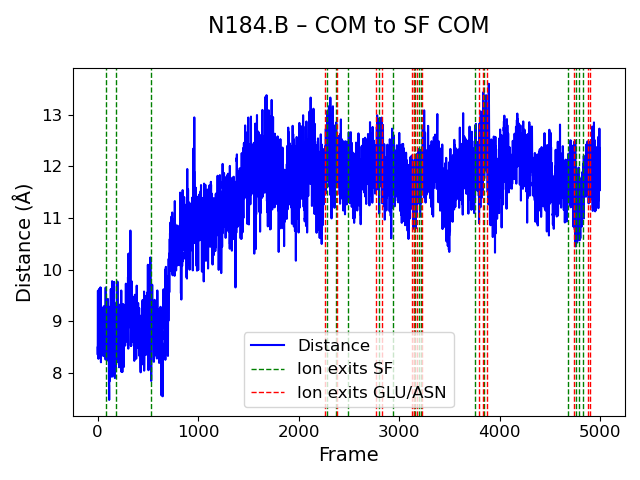 N184.B – COM to SF COM
Distance (Å)
13
12
11
10
9
8
Distance
Ion exits SF
Ion exits GLU/ASN
0 1000 2000 3000 4000 5000
Frame